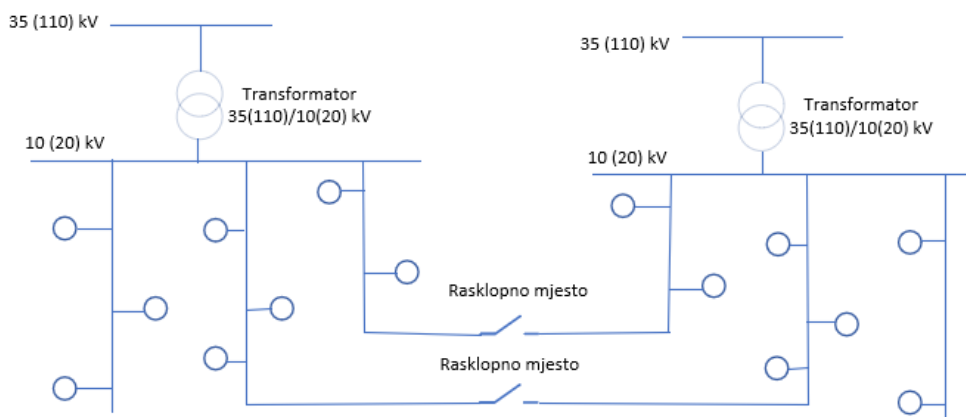 35 (110) kV
Transformator
35(110)/10(20) kV
10 (20) kV
35 (110) kV
Transformator
35(110)/10(20) kV
10 (20) kV
Rasklopno mjesto
Rasklopno mjesto